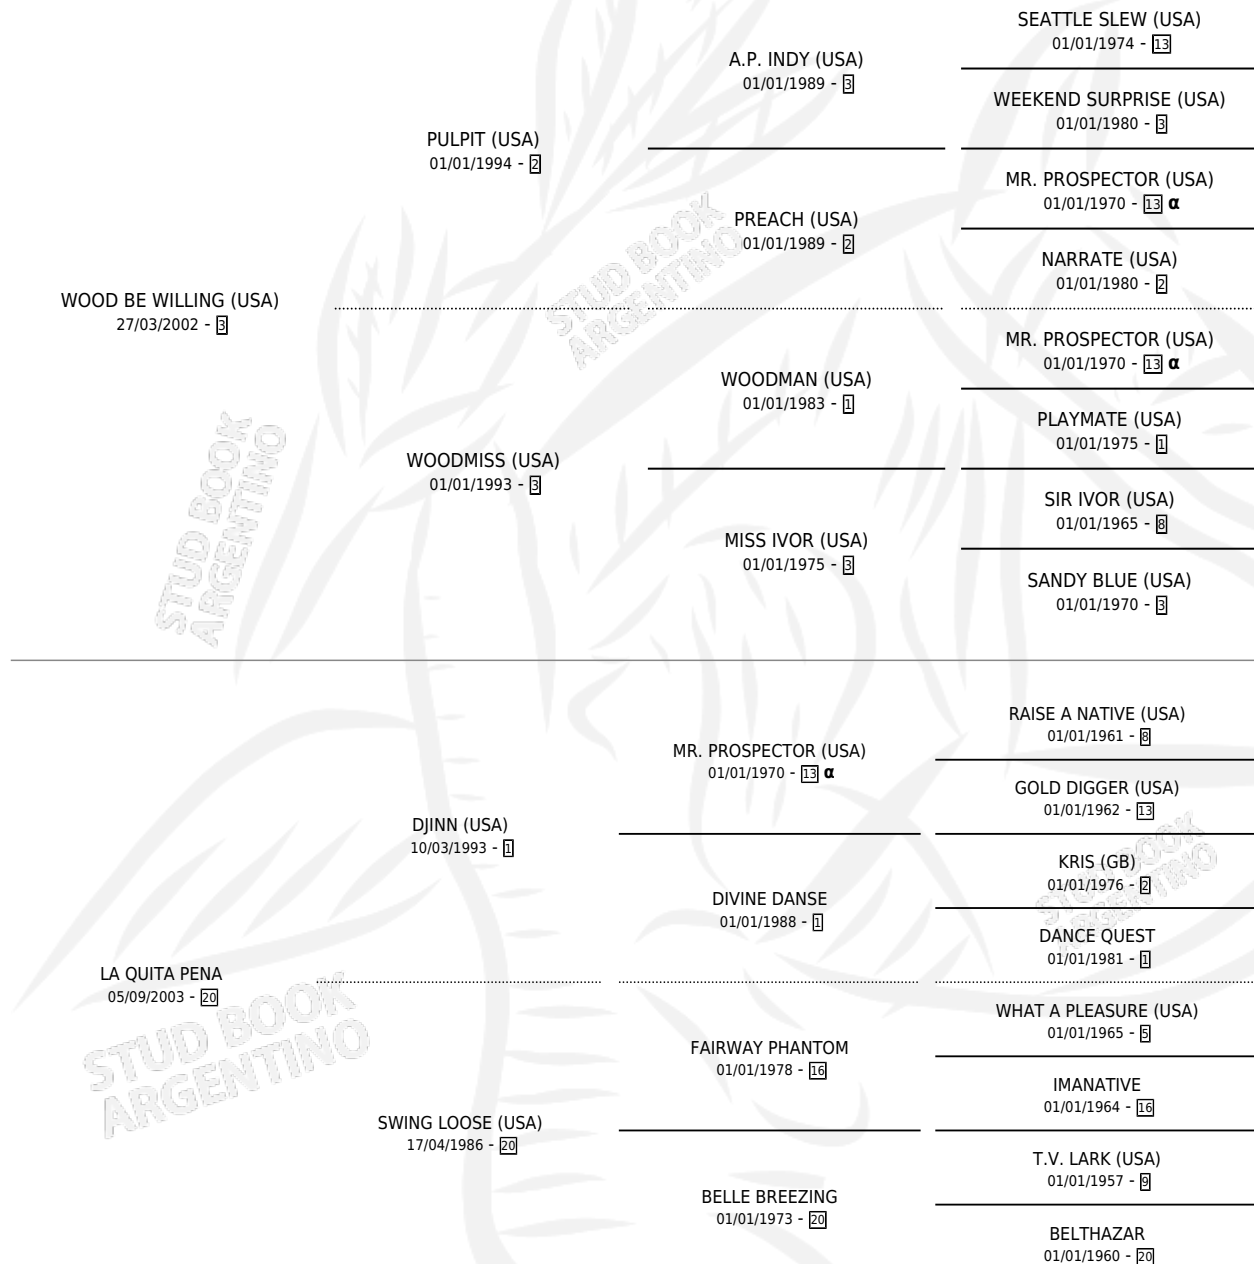 SEATTLE SLEW (USA)
01/01/1974 - 13
A.P. INDY (USA)
01/01/1989 - 3
WEEKEND SURPRISE (USA)
01/01/1980 - 3
PULPIT (USA)
01/01/1994 - 2
MR. PROSPECTOR (USA)
01/01/1970 - 13 α
PREACH (USA)
01/01/1989 - 2
NARRATE (USA)
01/01/1980 - 2
WOOD BE WILLING (USA)
27/03/2002 - 3
MR. PROSPECTOR (USA)
01/01/1970 - 13 α
WOODMAN (USA)
01/01/1983 - 1
PLAYMATE (USA)
01/01/1975 - 1
WOODMISS (USA)
01/01/1993 - 3
SIR IVOR (USA)
01/01/1965 - 8
MISS IVOR (USA)
01/01/1975 - 3
SANDY BLUE (USA)
01/01/1970 - 3
RAISE A NATIVE (USA)
01/01/1961 - 8
MR. PROSPECTOR (USA)
01/01/1970 - 13 α
GOLD DIGGER (USA)
01/01/1962 - 13
DJINN (USA)
10/03/1993 - 1
KRIS (GB)
01/01/1976 - 2
DIVINE DANSE
01/01/1988 - 1
DANCE QUEST
01/01/1981 - 1
LA QUITA PENA
05/09/2003 - 20
WHAT A PLEASURE (USA)
01/01/1965 - 5
FAIRWAY PHANTOM
01/01/1978 - 16
IMANATIVE
01/01/1964 - 16
SWING LOOSE (USA)
17/04/1986 - 20
T.V. LARK (USA)
01/01/1957 - 9
BELLE BREEZING
01/01/1973 - 20
BELTHAZAR
01/01/1960 - 20
STUD BOOK
ARGENTINO
STUD BOOK
ARGENTINO
STUD BOOK
ARGENTINO
STUD BOOK
ARGENTINO